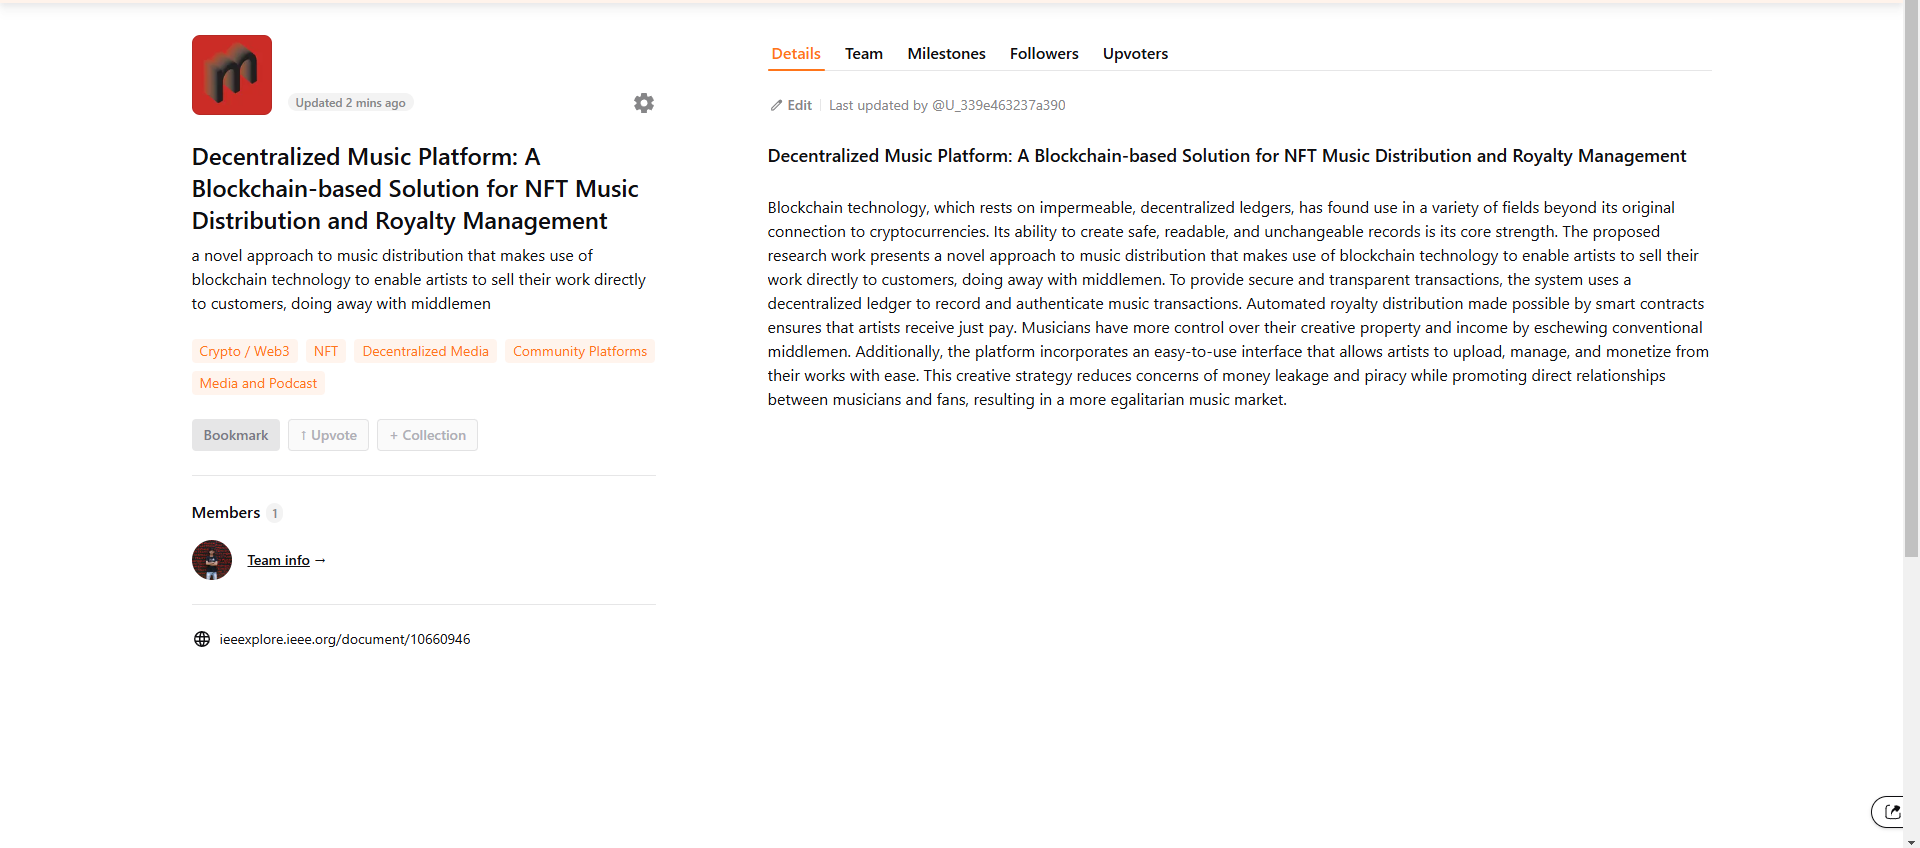 m
Updated 2 mins ago
Decentralized Music Platform: A
Blockchain-based Solution for NFT Music
Distribution and Royalty Management
a novel approach to music distribution that makes use of
blockchain technology to enable artists to sell their work directly
to customers, doing away with middlemen
Crypto / Web3 NFT Decentralized Media Community Platforms
Media and Podcast
Bookmark ↑ Upvote + Collection
Members 1
Team info →
ieeexplore.ieee.org/document/10660946
Details Team Milestones Followers Upvoters
Edit Last updated by @U_339e463237a390
Decentralized Music Platform: A Blockchain-based Solution for NFT Music Distribution and Royalty Management
Blockchain technology, which rests on impermeable, decentralized ledgers, has found use in a variety of fields beyond its original
connection to cryptocurrencies. Its ability to create safe, readable, and unchangeable records is its core strength. The proposed
research work presents a novel approach to music distribution that makes use of blockchain technology to enable artists to sell their
work directly to customers, doing away with middlemen. To provide secure and transparent transactions, the system uses a
decentralized ledger to record and authenticate music transactions. Automated royalty distribution made possible by smart contracts
ensures that artists receive just pay. Musicians have more control over their creative property and income by eschewing conventional
middlemen. Additionally, the platform incorporates an easy-to-use interface that allows artists to upload, manage, and monetize from
their works with ease. This creative strategy reduces concerns of money leakage and piracy while promoting direct relationships
between musicians and fans, resulting in a more egalitarian music market.